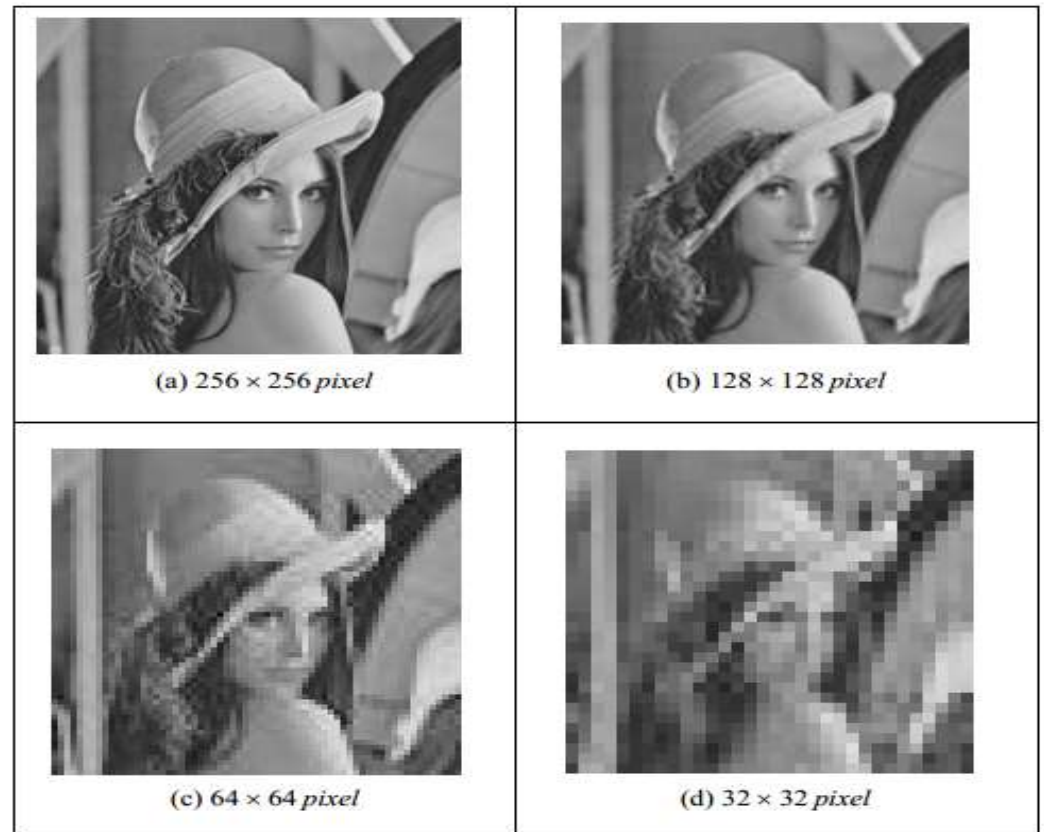 (a) 256 × 256 pixel
(b) 128 × 128 pixel
(c) 64 × 64 pixel
(d) 32 × 32 pixel